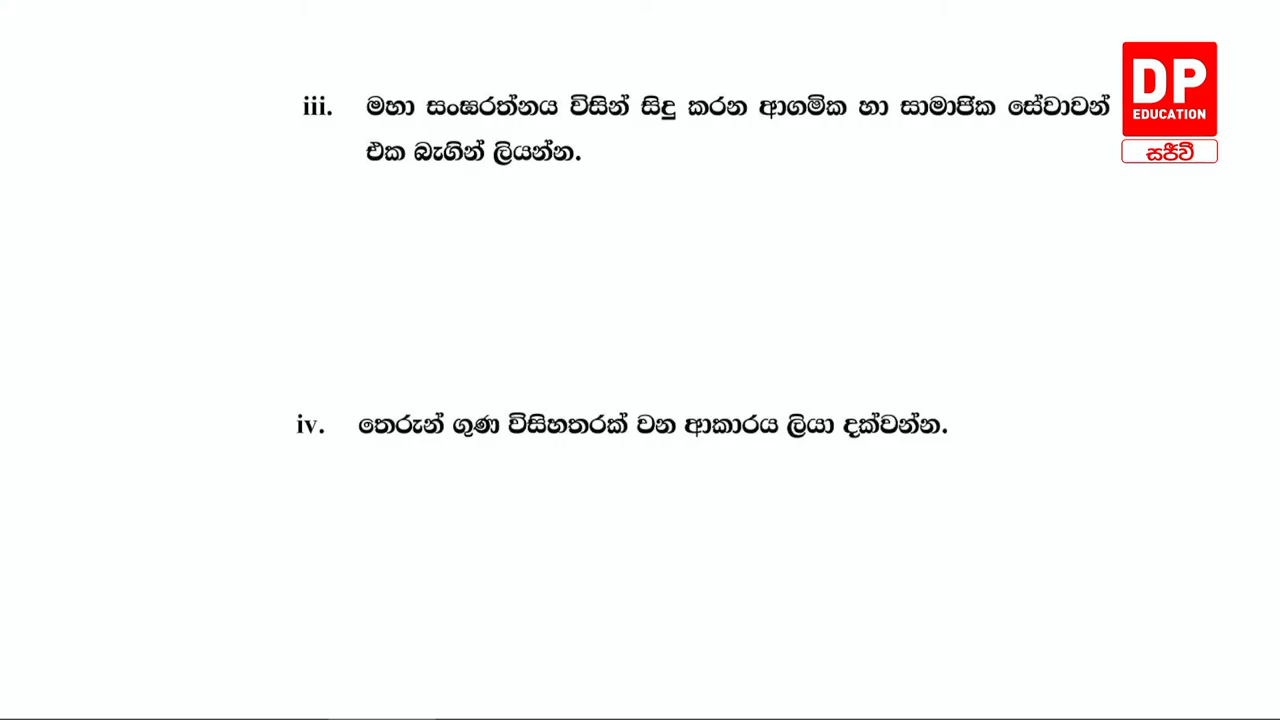 DP
EDUCATION
සජීවී
iii. මහා සංඝරත්නය විසින් සිදු කරන ආගමික හා සාමාජික සේවාවන්
එක බැගින් ලියන්න.
iv. තෙරුන් ගුණ විසිහතරක් වන ආකාරය ලියා දක්වන්න.